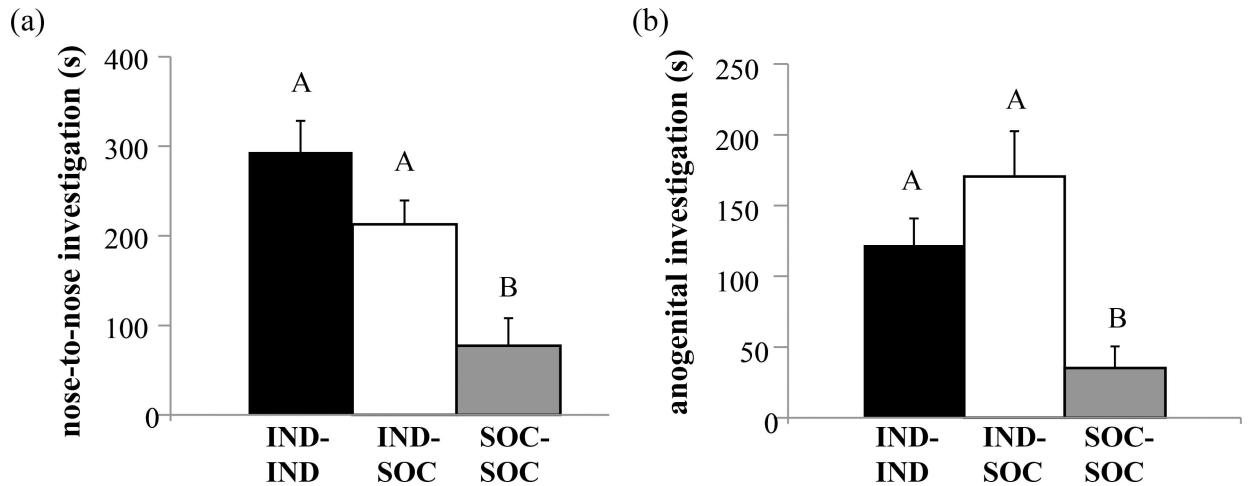 (a)
nose-to-nose investigation (s)
400
300
200
100
0
A
A
B
IND-
IND
IND-
SOC
SOC-
SOC
(b)
anogenital investigation (s)
250
200
150
100
50
0
A
A
B
IND-
IND
IND-
SOC
SOC-
SOC